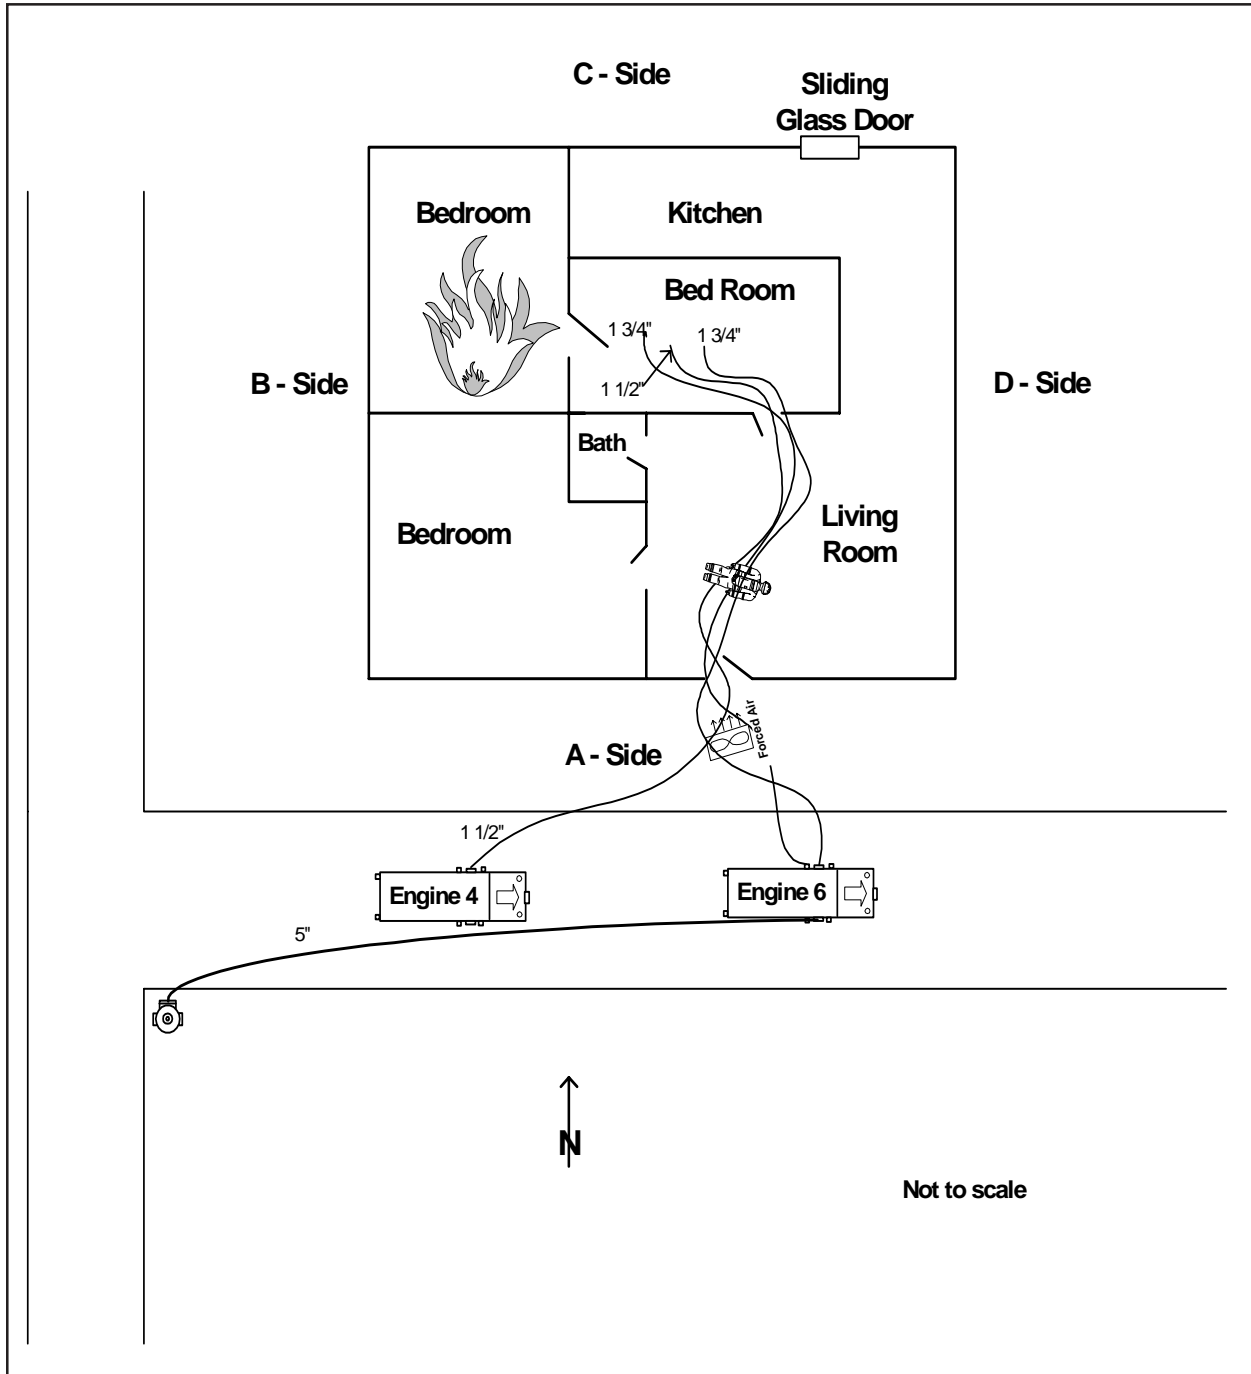 C - Side
Sliding
Glass Door
Bedroom
Kitchen
Bed Room
1 3/4"
1 3/4"
B - Side
1 1/2"
D - Side
Bath
Living
Room
Bedroom
Forced Air
A - Side
1 1/2"
Engine 4
Engine 6
5"
N
Not to scale